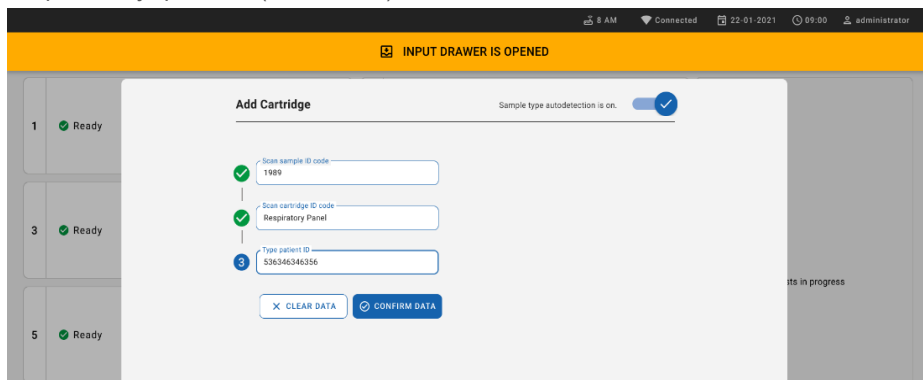 8 AM Connected 22-01-2021 09:00 administrator
INPUT DRAWER IS OPENED
Add Cartridge
Sample type autodetection is on.
1 Ready
Scan sample ID code
1989
Scan cartridge ID code
Respiratory Panel
3 Ready
Type patient ID
3 536346346356
sts in progress
CLEAR DATA
CONFIRM DATA
5 Ready